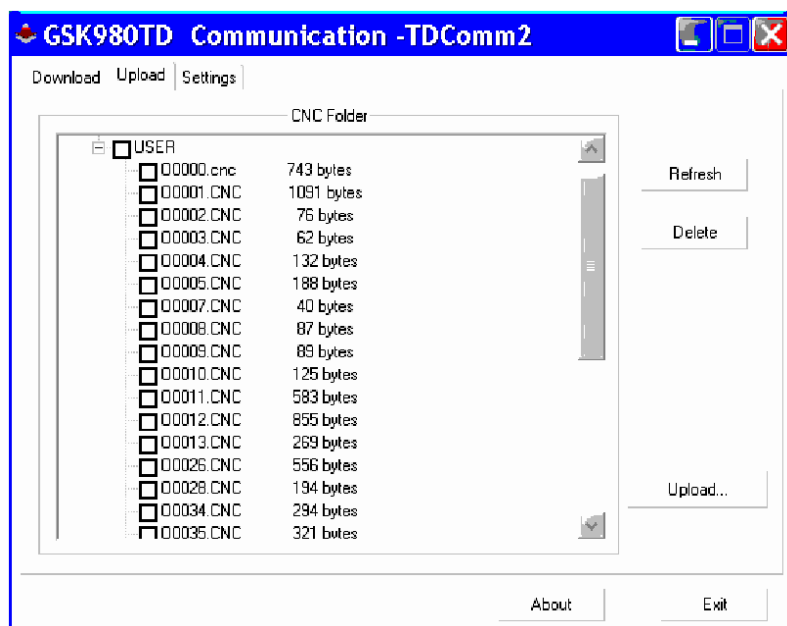 GSK980TD Communication -TDComm2
Download Upload Settings
CNC Folder
USER
O0000.cnc 743 bytes
O0001.CNC 1091 bytes
O0002.CNC 76 bytes
O0003.CNC 62 bytes
O0004.CNC 132 bytes
O0005.CNC 188 bytes
O0007.CNC 40 bytes
O0008.CNC 87 bytes
O0009.CNC 89 bytes
O0010.CNC 125 bytes
O0011.CNC 583 bytes
O0012.CNC 855 bytes
O0013.CNC 269 bytes
O0026.CNC 556 bytes
O0028.CNC 194 bytes
O0034.CNC 294 bytes
O0035.CNC 321 bytes
Refresh
Delete
Upload...
About Exit